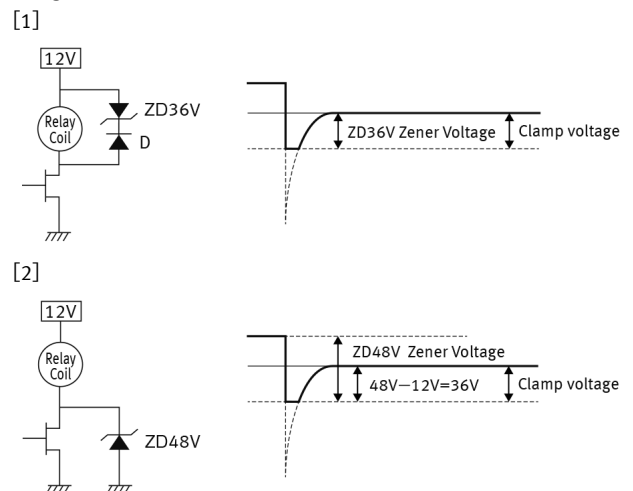 [1]
12V
Relay
Coil
ZD36V
D
ZD36V Zener Voltage
Clamp voltage
[2]
12V
Relay
Coil
ZD48V
ZD48V Zener Voltage
48V−12V=36V
Clamp voltage